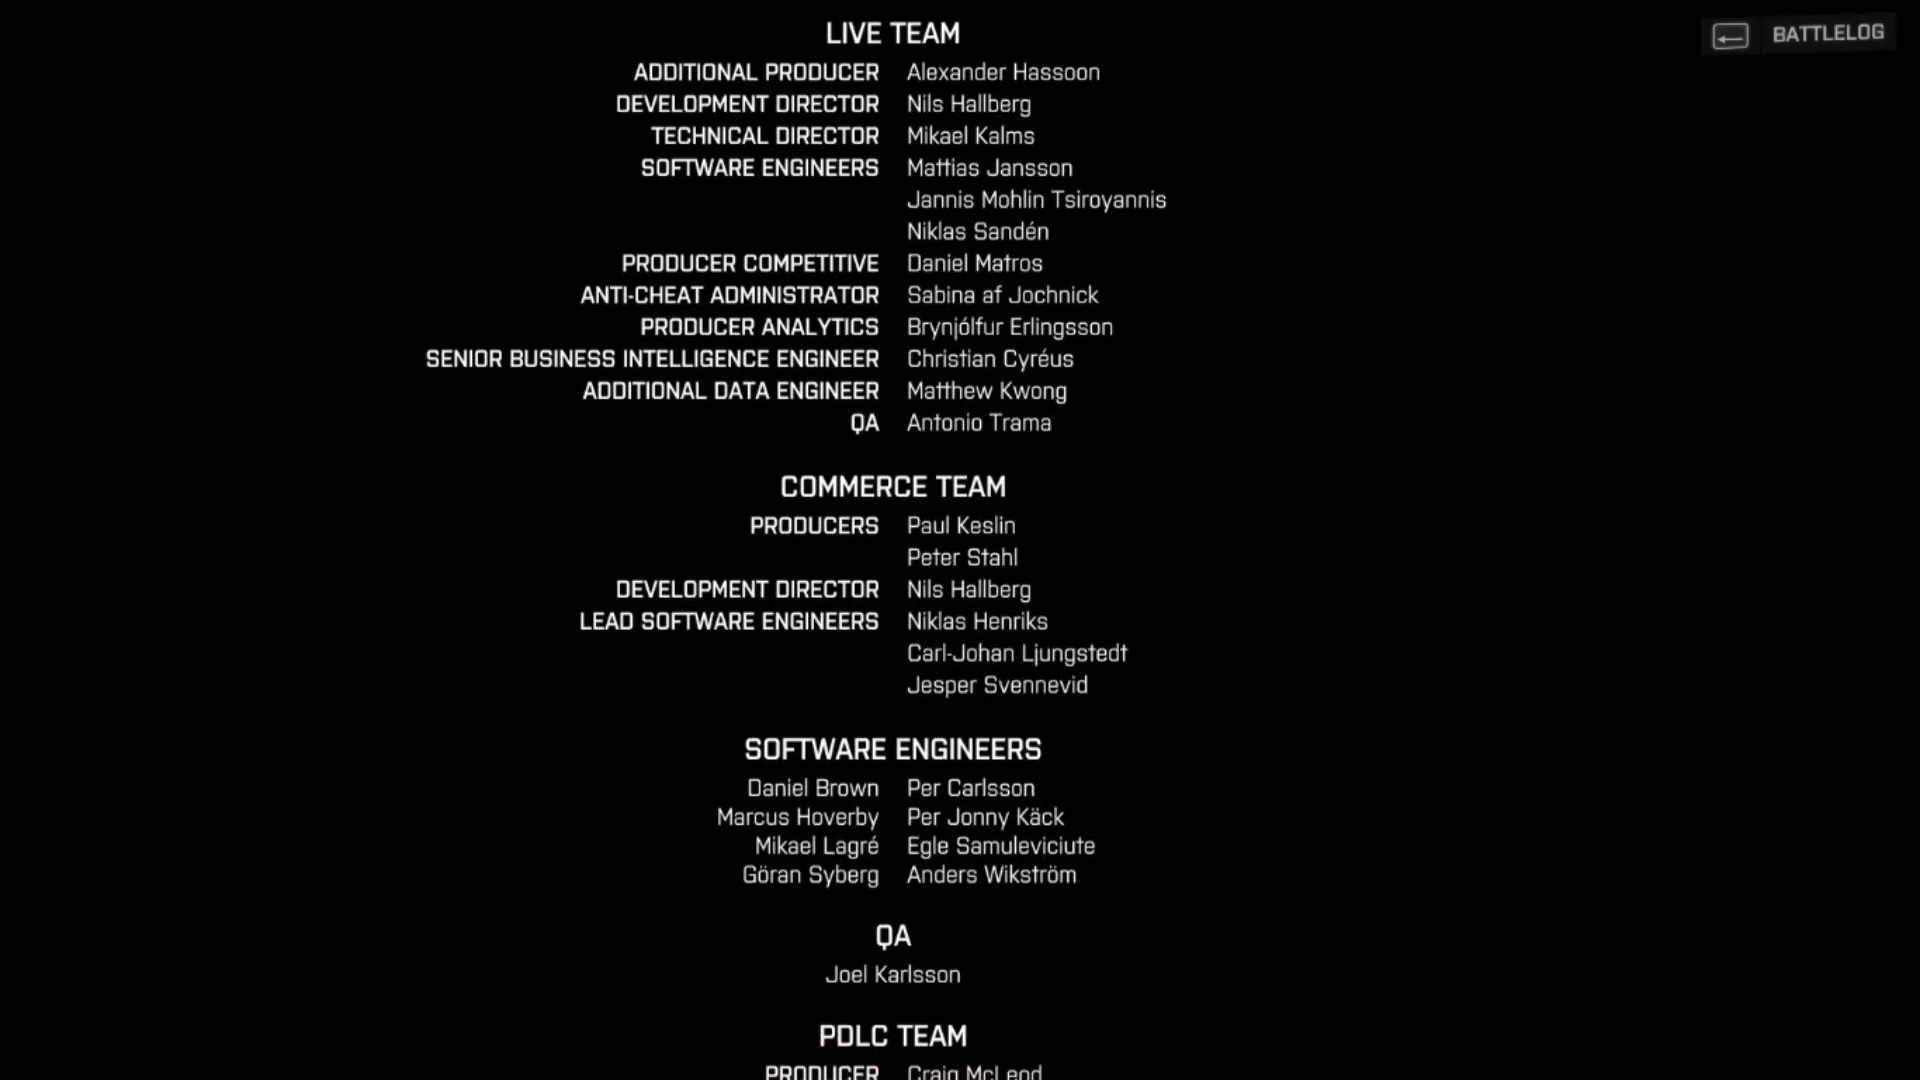 LIVE TEAM
BATTLELOG
ADDITIONAL PRODUCER Alexander Hassoon
DEVELOPMENT DIRECTOR Nils Hallberg
TECHNICAL DIRECTOR Mikael Kalms
SOFTWARE ENGINEERS Mattias Jansson
Jannis Mohlin Tsiroyannis
Niklas Sandén
PRODUCER COMPETITIVE Daniel Matros
ANTI-CHEAT ADMINISTRATOR Sabina af Jochnick
PRODUCER ANALYTICS Brynjólfur Erlingsson
SENIOR BUSINESS INTELLIGENCE ENGINEER Christian Cyréus
ADDITIONAL DATA ENGINEER Matthew Kwong
QA Antonio Trama
COMMERCE TEAM
PRODUCERS Paul Keslin
Peter Stahl
DEVELOPMENT DIRECTOR Nils Hallberg
LEAD SOFTWARE ENGINEERS Niklas Henriks
Carl-Johan Ljungstedt
Jesper Svennevid
SOFTWARE ENGINEERS
Daniel Brown Per Carlsson
Marcus Hoverby Per Jonny Käck
Mikael Lagré Egle Samuleviciute
Göran Syberg Anders Wikström
QA
Joel Karlsson
PDLC TEAM
PRODUCER Craig McLeod